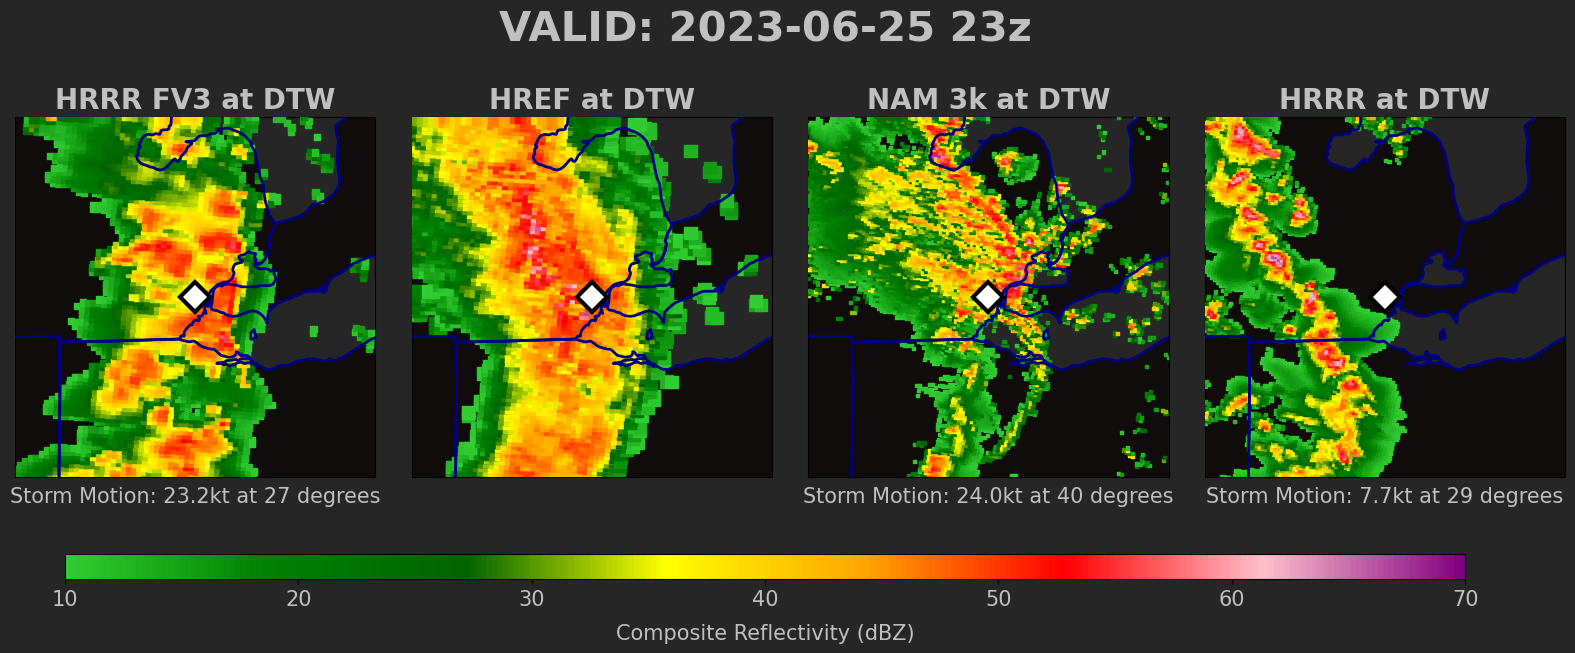 VALID: 2023-06-25 23z
HRRR FV3 at DTW
HREF at DTW
NAM 3k at DTW
HRRR at DTW
Storm Motion: 23.2kt at 27 degrees
Storm Motion: 24.0kt at 40 degrees
Storm Motion: 7.7kt at 29 degrees
10 20 30 40 50 60 70
Composite Reflectivity (dBZ)